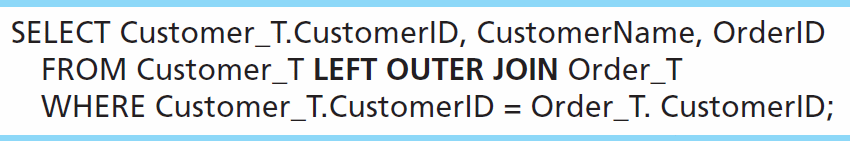 SELECT Customer_T.CustomerID, CustomerName, OrderID
FROM Customer_T LEFT OUTER JOIN Order_T
WHERE Customer_T.CustomerID = Order_T. CustomerID;